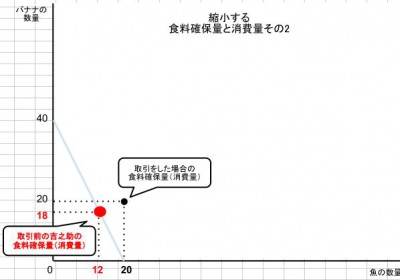 バナナの
数量
縮小する
食料確保量と消費量その2
40
取引をした場合の
食料確保量(消費量)
20
18
取引前の吉之助の
食料確保量(消費量)
0
12
20
魚の数量